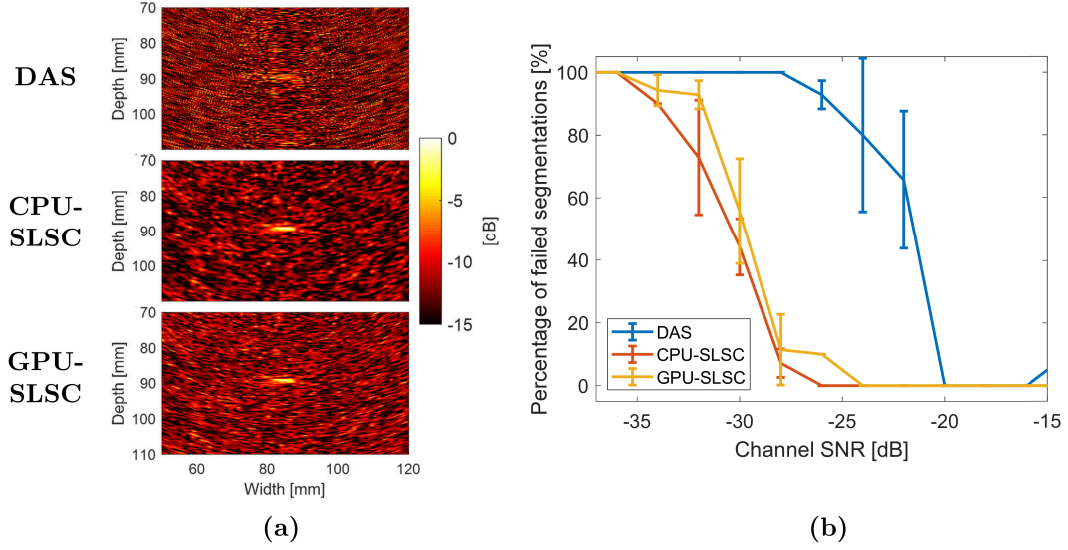 DAS
CPU-
SLSC
GPU-
SLSC
Depth [mm]
70
80
90
100
Depth [mm]
70
80
90
100
Depth [mm]
70
80
90
100
110
60
80
100
120
Width [mm]
0
-5
-10
-15
[cB]
(a)
Percentage of failed segmentations [%]
100
80
60
40
20
0
DAS
CPU-SLSC
GPU-SLSC
-35
-30
-25
-20
-15
Channel SNR [dB]
(b)